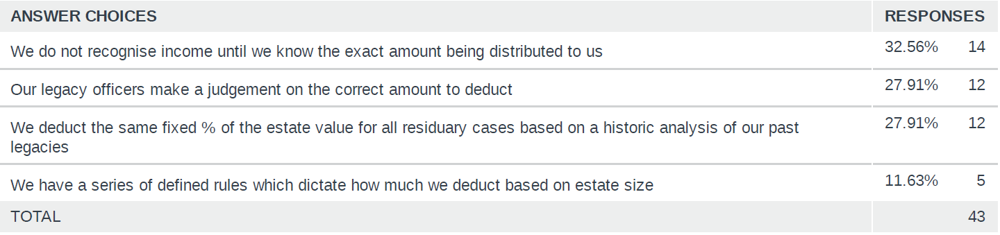 ANSWER CHOICES RESPONSES
We do not recognise income until we know the exact amount being distributed to us 32.56% 14
Our legacy officers make a judgement on the correct amount to deduct 27.91% 12
We deduct the same fixed % of the estate value for all residuary cases based on a historic analysis of our past 27.91% 12
legacies
We have a series of defined rules which dictate how much we deduct based on estate size 11.63% 5
TOTAL 43